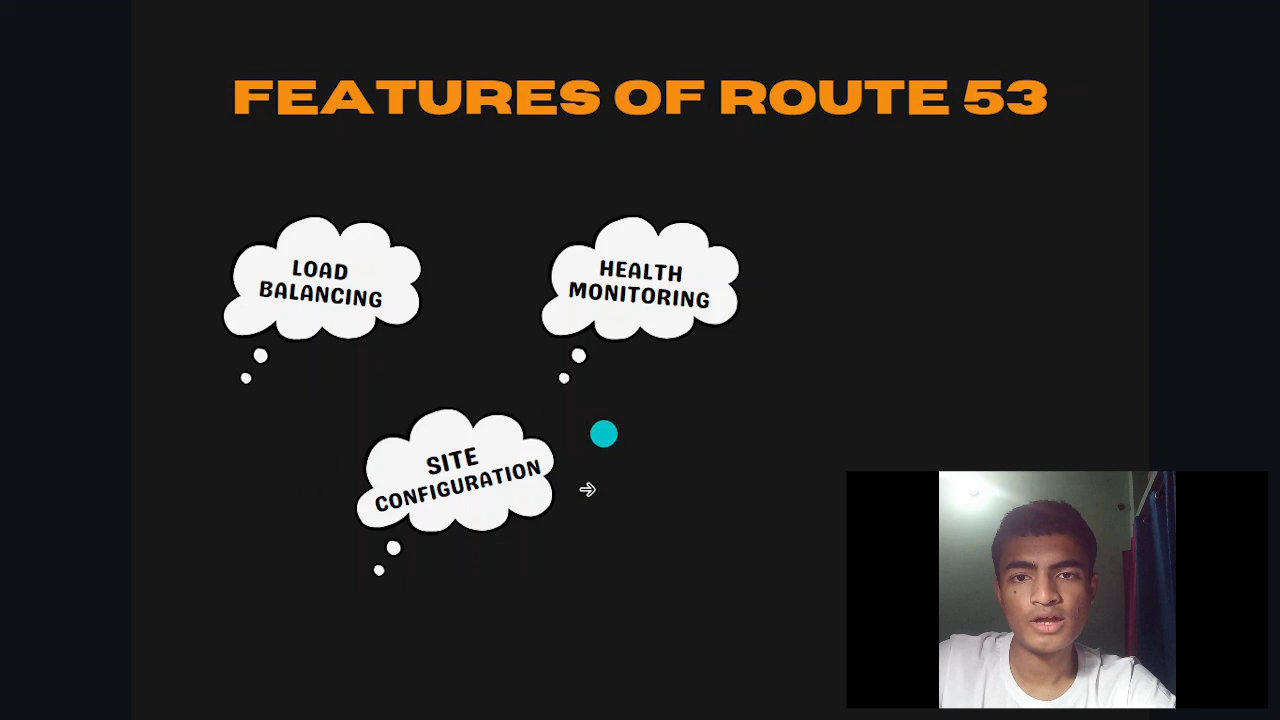 FEATURES OF ROUTE 53
LOAD
BALANCING
HEALTH
MONITORING
SITE
CONFIGURATION